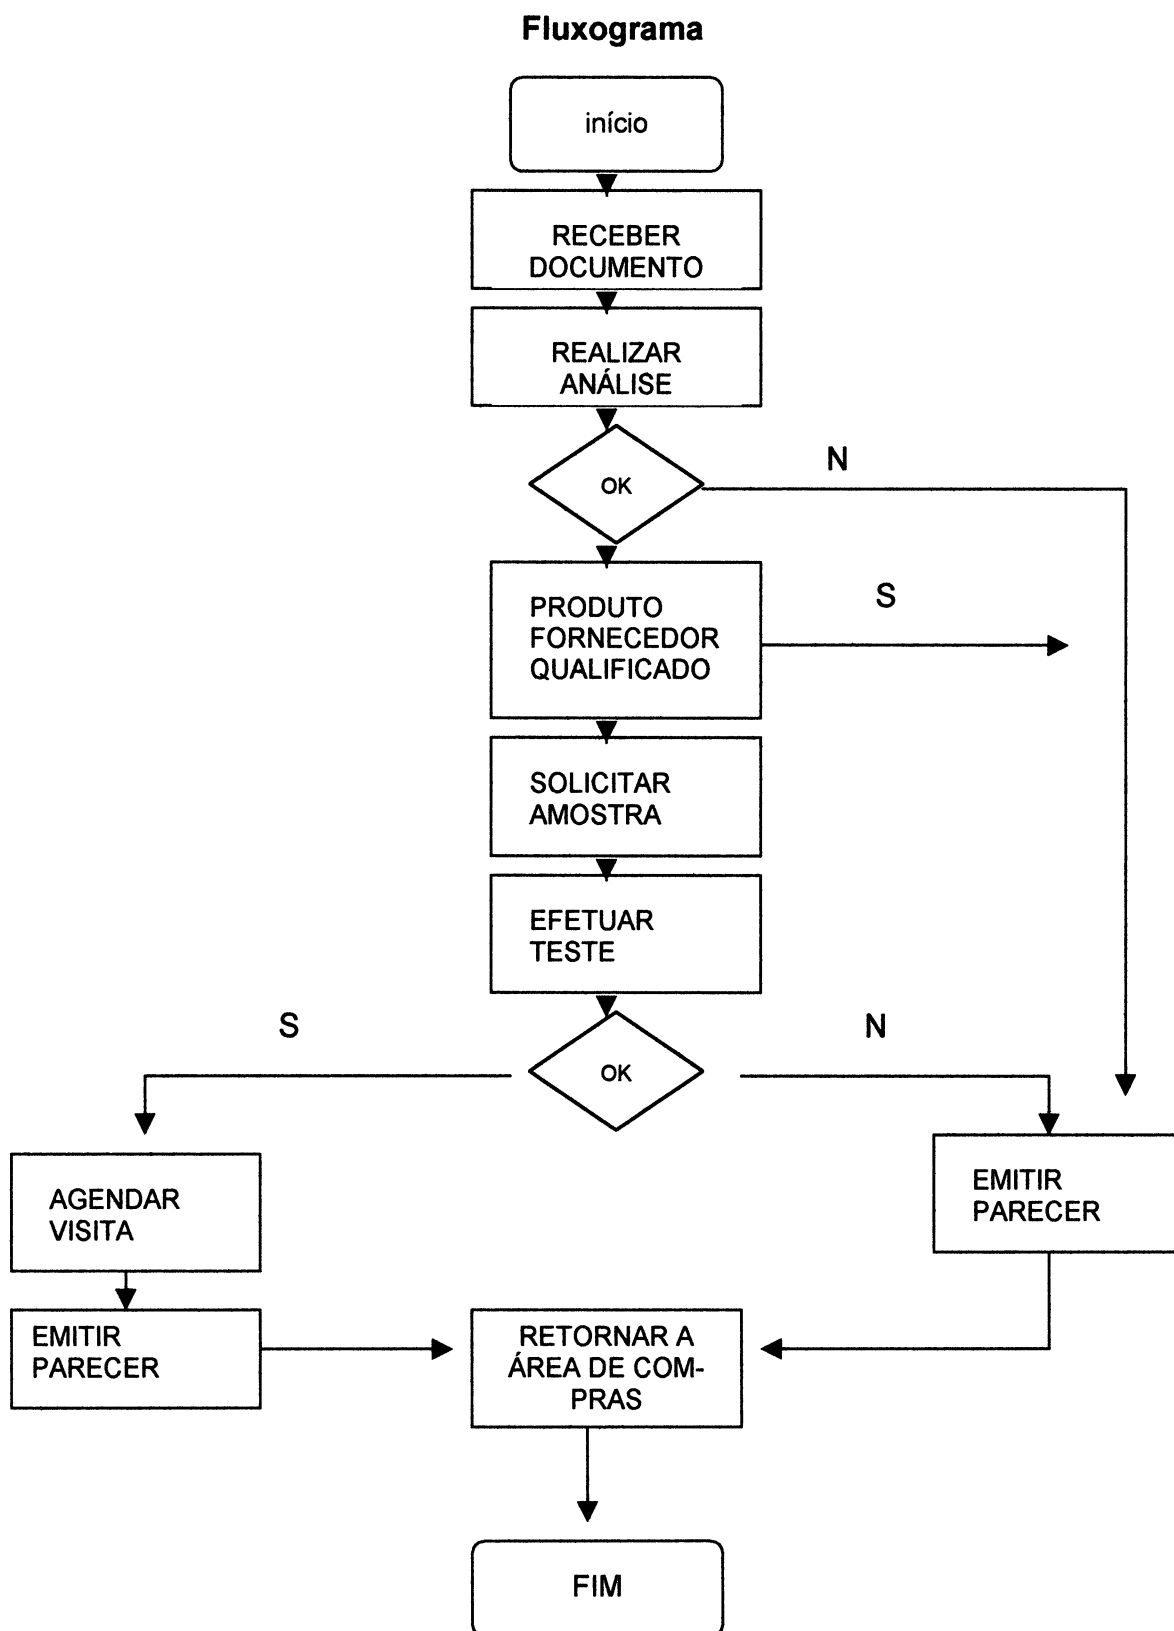 Fluxograma
início
RECEBER
DOCUMENTO
REALIZAR
ANÁLISE
OK
N
PRODUTO
FORNECEDOR
QUALIFICADO
S
SOLICITAR
AMOSTRA
EFETUAR
TESTE
S
OK
N
AGENDAR
VISITA
EMITIR
PARECER
EMITIR
PARECER
RETORNAR A
ÁREA DE COM-
PRAS
FIM